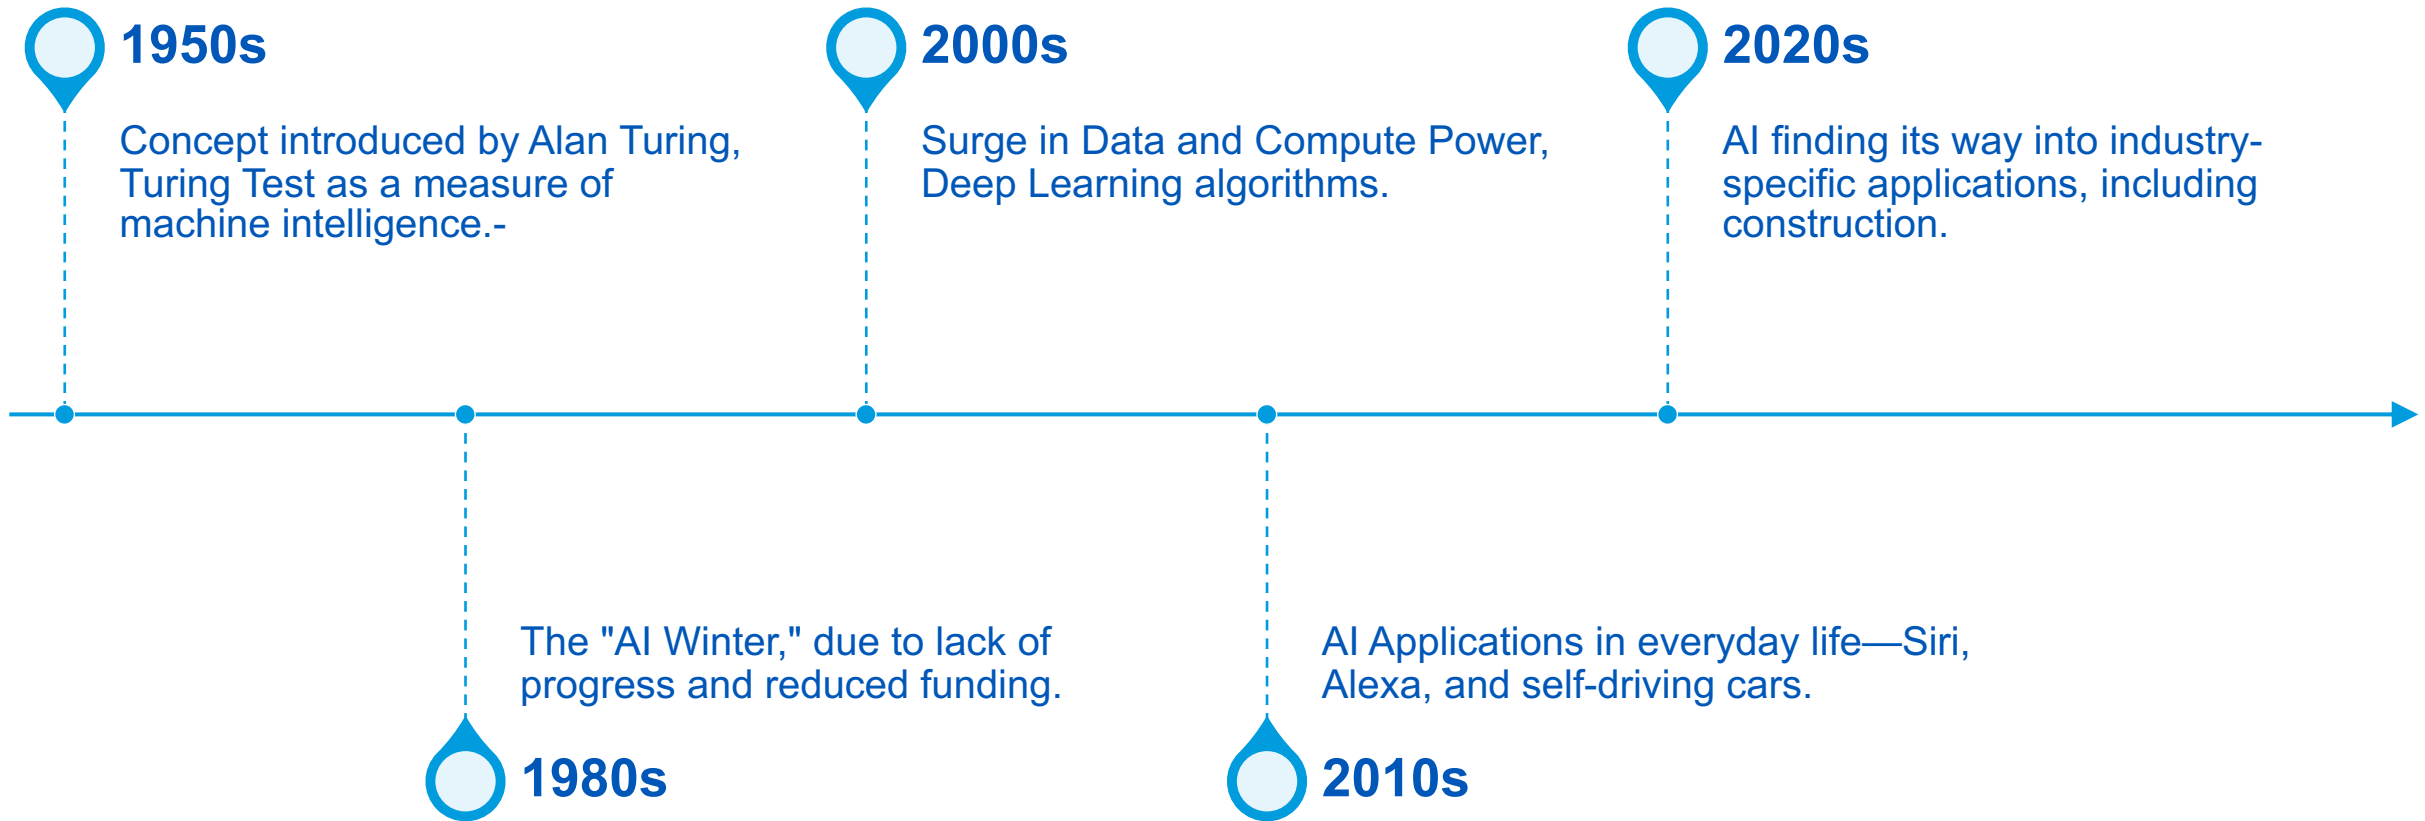 1950s
Concept introduced by Alan Turing,
Turing Test as a measure of
machine intelligence.-
2000s
Surge in Data and Compute Power,
Deep Learning algorithms.
2020s
AI finding its way into industry-
specific applications, including
construction.
The "AI Winter," due to lack of
progress and reduced funding.
1980s
AI Applications in everyday life—Siri,
Alexa, and self-driving cars.
2010s